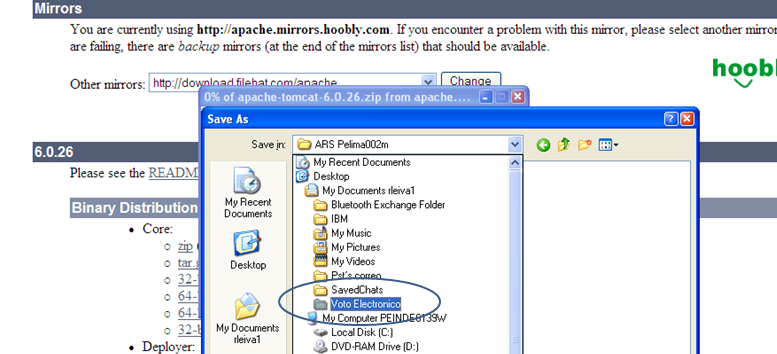 Mirrors
You are currently using http://apache.mirrors.hoobly.com. If you encounter a problem with this mirror, please select another mirror
are failing, there are backup mirrors (at the end of the mirrors list) that should be available.
hoobl
Other mirrors: http://download.filehat.com/apache Change
0% of apache-tomcat-6.0.26.zip from apache....
Save As
Save in: ARS Pelima002m
6.0.26
Please see the README
Binary Distribution
Core:
zip
tar.g
32-
64-
64-
32-b
Deployer:
My Recent
Documents
Desktop
My Documents
rleiva1
My Recent Documents
Desktop
My Documents rleiva1
Bluetooth Exchange Folder
IBM
My Music
My Pictures
My Videos
Pst's correo
SavedChats
Voto Electronico
My Computer PEINDES139W
Local Disk (C:)
DVD-RAM Drive (D:)